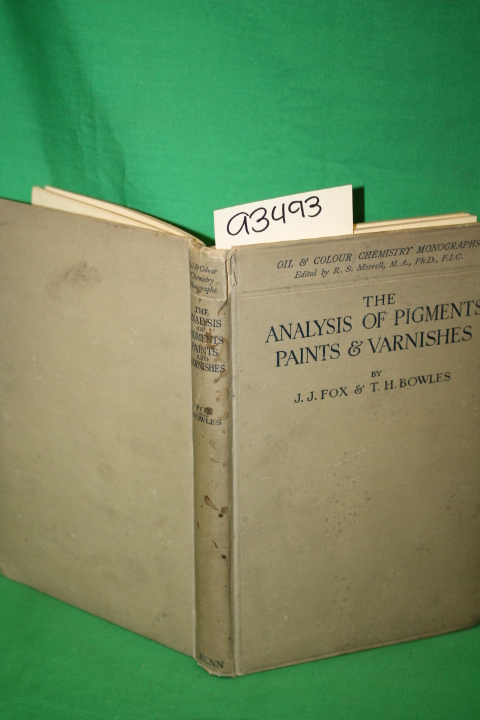 a3493
OIL & COLOUR CHEMISTRY MONOGRAPHS
Edited by R. S. Morrell, M.A., Ph.D., F.I.C.
THE
ANALYSIS OF PIGMENTS
PAINTS & VARNISHES
BY
J. J. FOX & T. H. BOWLES
Oil & Colour
Chemistry
Monographs
THE
ANALYSIS
OF
PIGMENTS
PAINTS
AND
VARNISHES
FOX
BOWLES
BENN